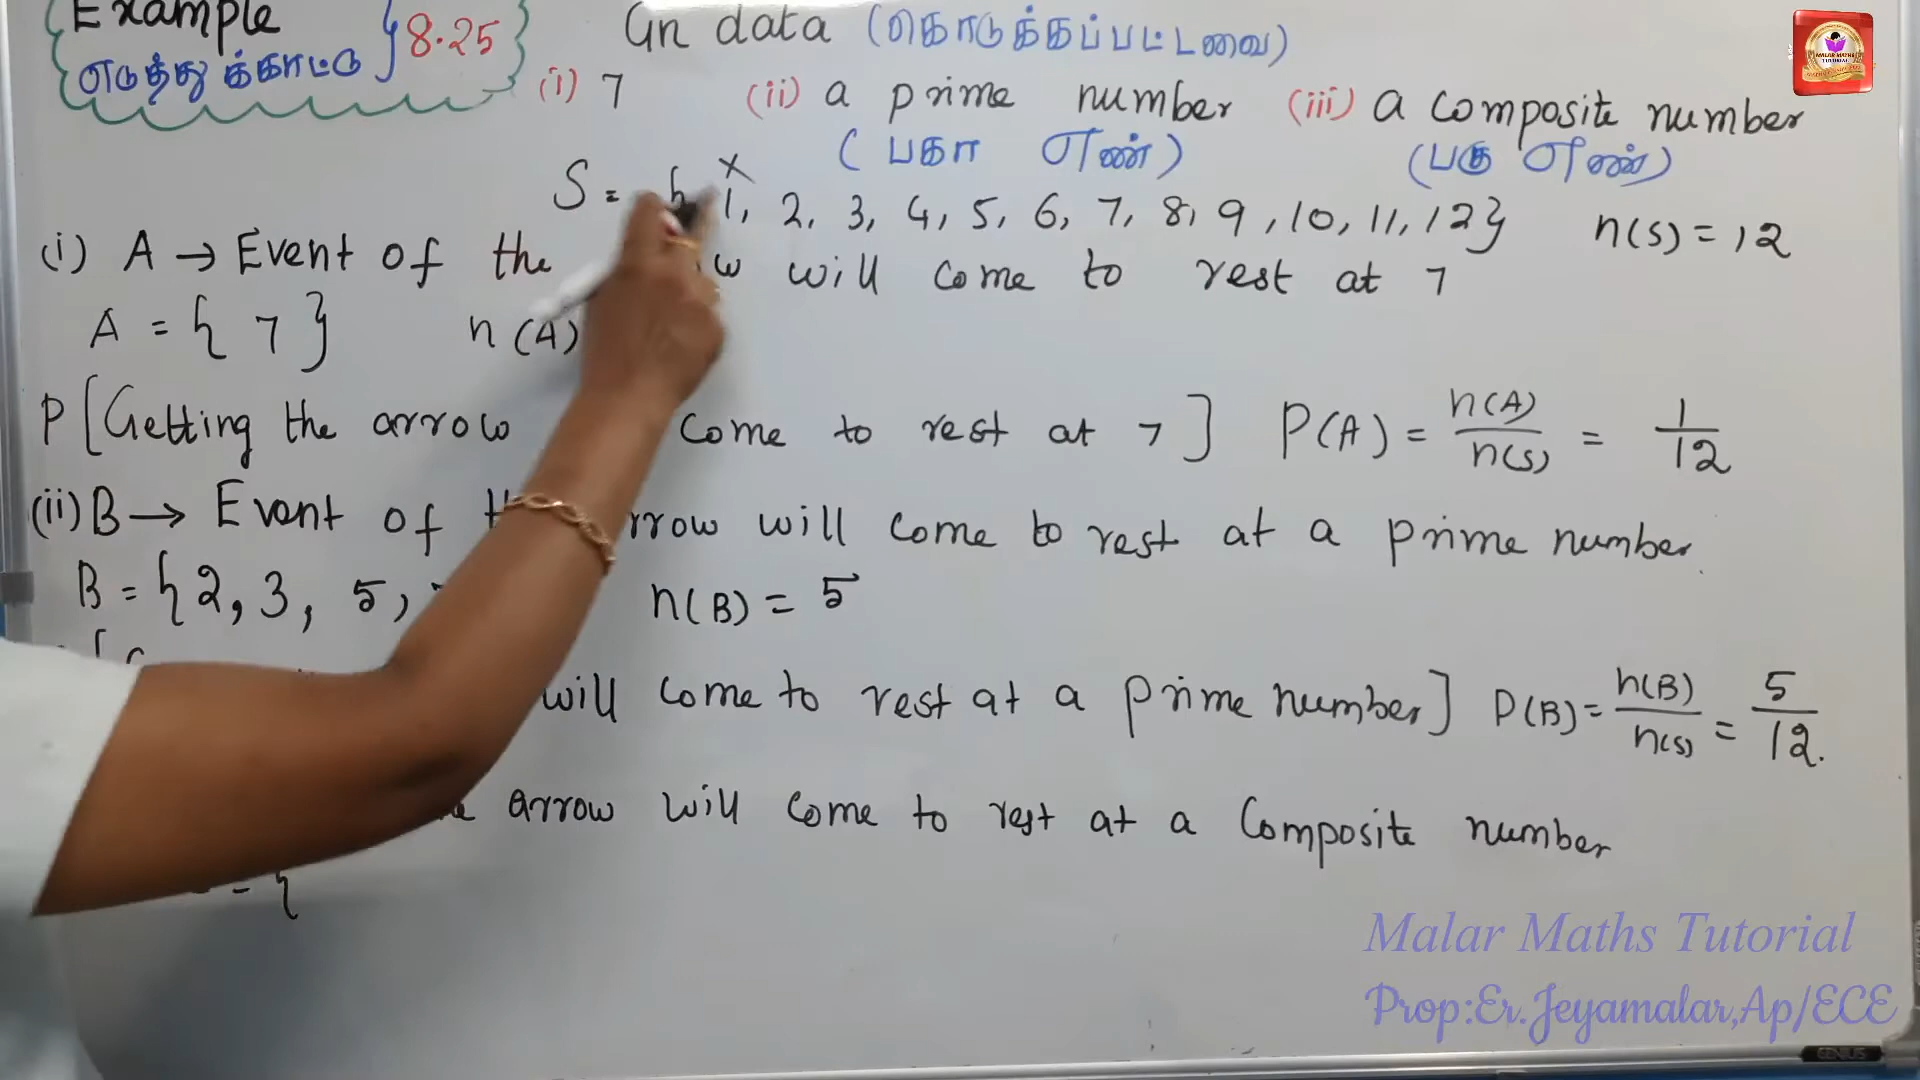 Example
எடுத்துக்காட்டு } 8.25
Gn data (கொடுக்கப்பட்டவை)
(i) 7 (ii) a prime number (iii) a composite number
(பகா எண்) (பகு எண்)
S = { 1, 2, 3, 4, 5, 6, 7, 8, 9, 10, 11, 12} n(S) = 12
(i) A → Event of the will come to rest at 7
A = { 7 } n(A)
P [Getting the arrow come to rest at 7 ] P(A) = n(A)/n(S) = 1/12
(ii) B → Event of will come to rest at a prime number.
B = {2, 3, 5, n(B) = 5
will come to rest at a prime number] P(B) = n(B)/n(S) = 5/12.
arrow will come to rest at a Composite number
= {
MALAR MATHS
TUTORIAL
Malar Maths Tutorial
Prop:Er.Jeyamalar,Ap/ECE
GENIUS